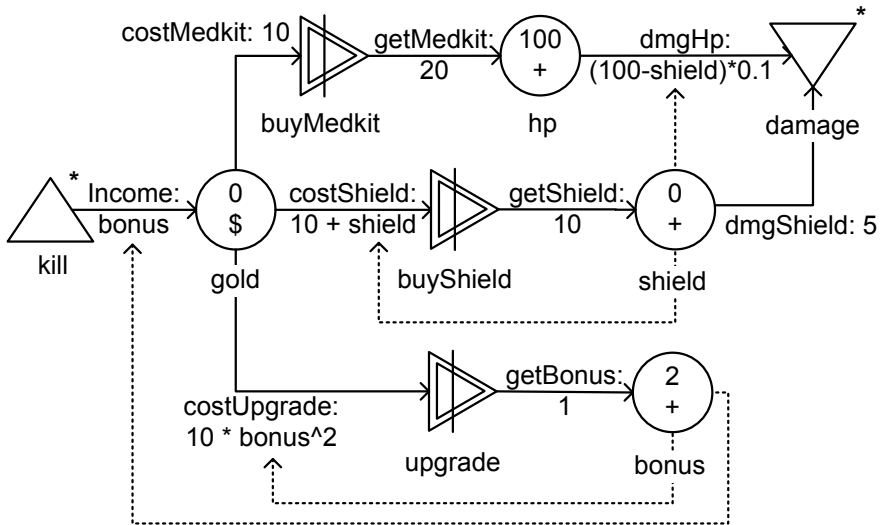 costMedkit: 10
getMedkit:
20
100
+
dmgHp:
(100-shield)*0.1
*
buyMedkit
hp
damage
*
Income:
bonus
0
$
costShield:
10 + shield
getShield:
10
0
+
dmgShield: 5
kill
gold
buyShield
shield
costUpgrade:
10 * bonus^2
getBonus:
1
2
+
upgrade
bonus